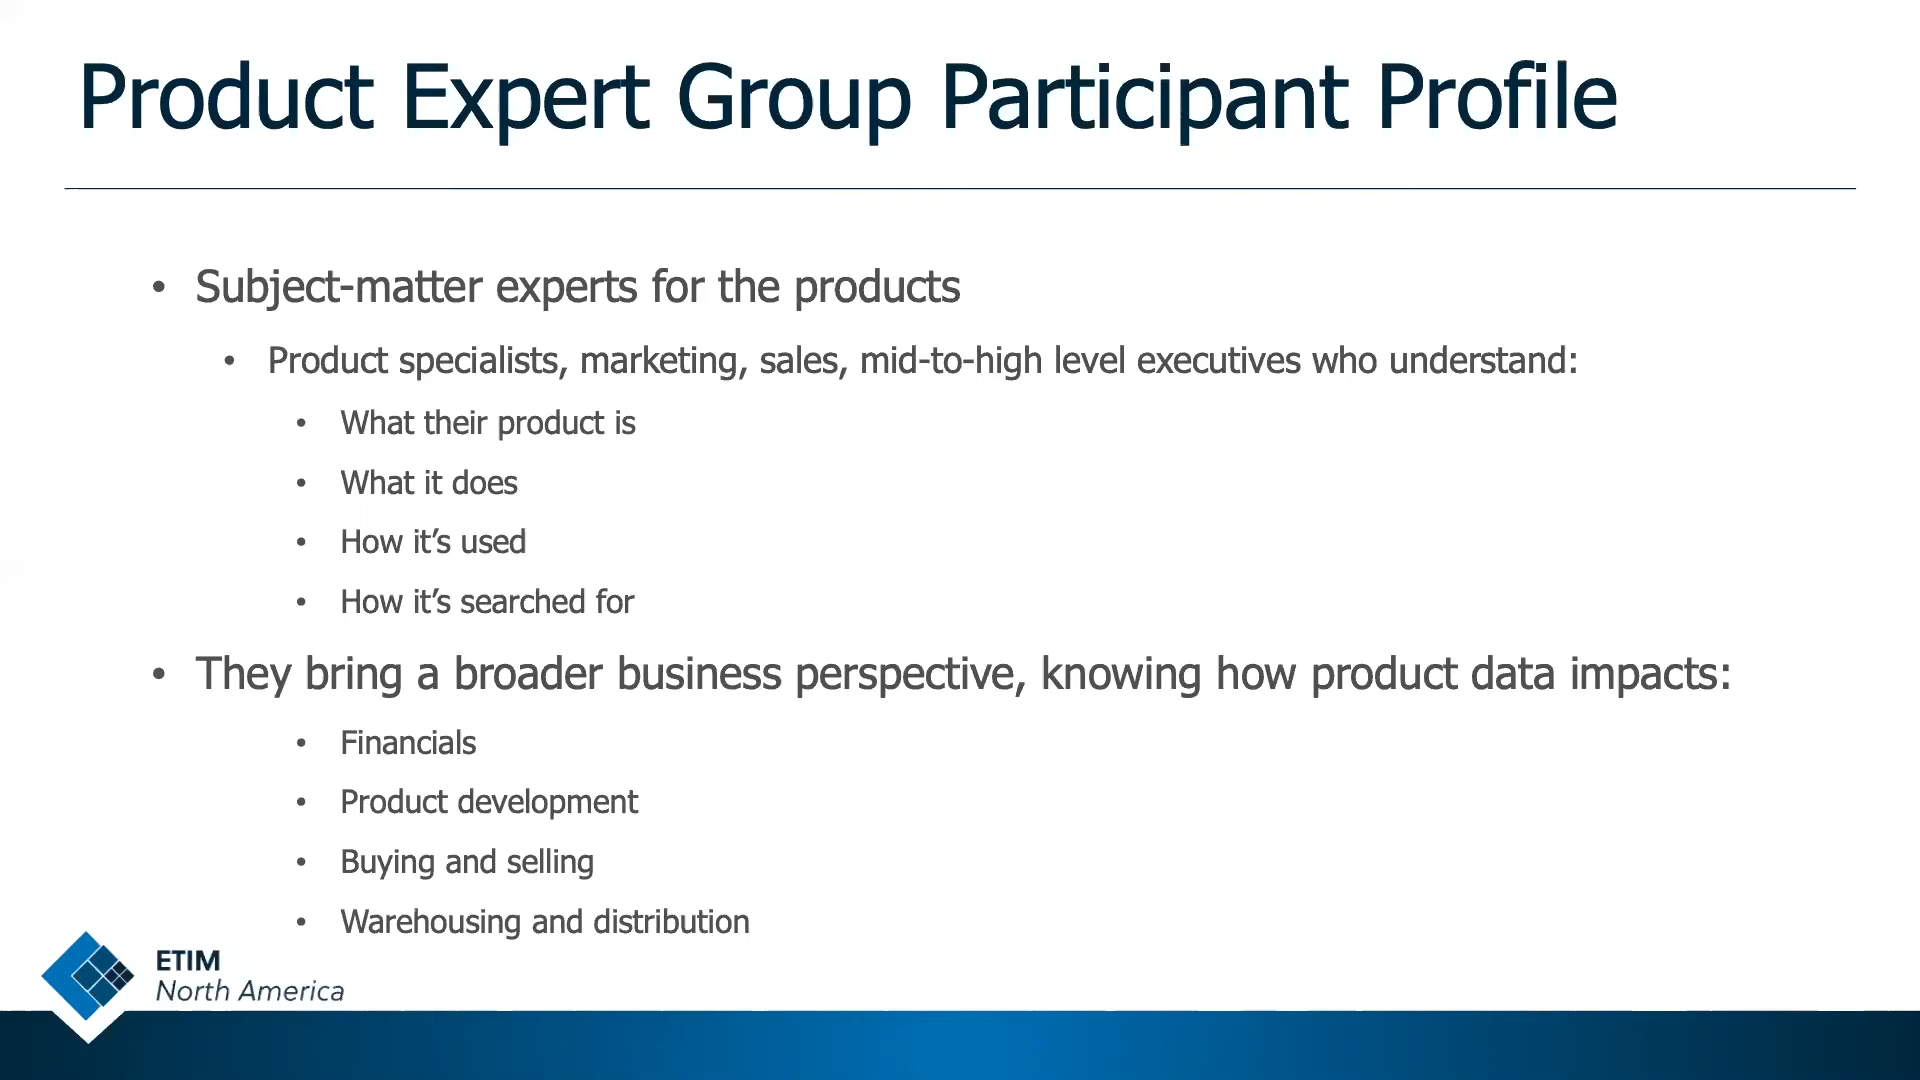 Product Expert Group Participant Profile
• Subject-matter experts for the products
• Product specialists, marketing, sales, mid-to-high level executives who understand:
• What their product is
• What it does
• How it’s used
• How it’s searched for
• They bring a broader business perspective, knowing how product data impacts:
• Financials
• Product development
• Buying and selling
• Warehousing and distribution
ETIM
North America